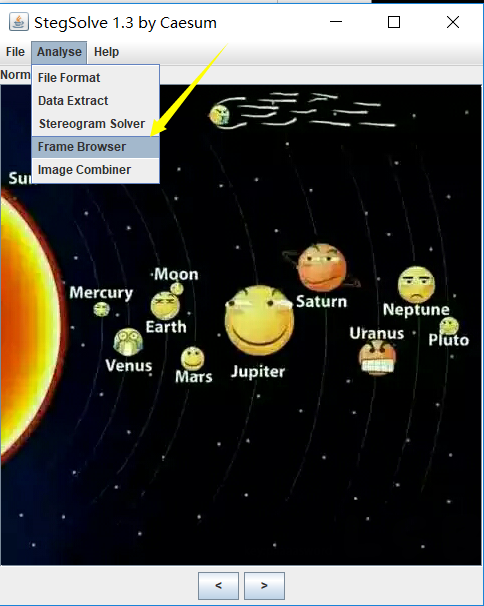 StegSolve 1.3 by Caesum
File Analyse Help
Norm
File Format
Data Extract
Stereogram Solver
Frame Browser
Image Combiner
Su
Moon
Mercury
Earth
Venus
Mars
Jupiter
Saturn
Neptune
Uranus
Pluto
< >